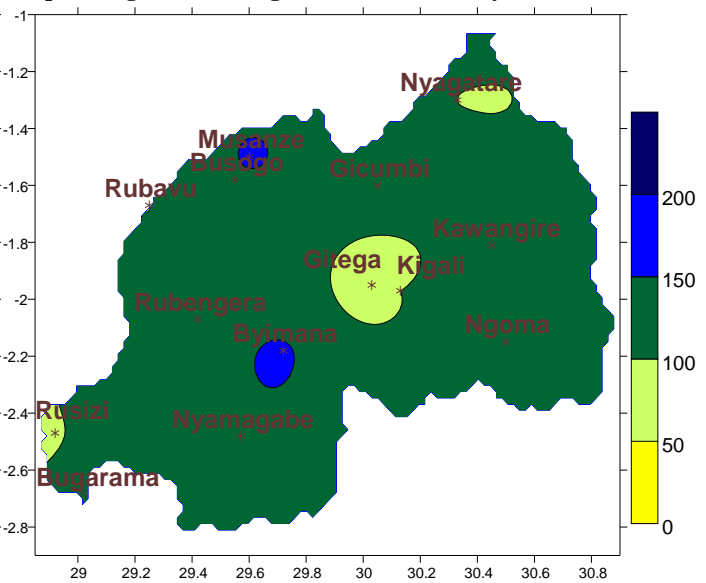 -1
-1.2
Nyagatare
-1.4
Musanze
Busogo
Gicumbi
-1.6
Rubavu
200
-1.8
Kawangire
Gitega
Kigali
150
-2
Rubengera
Byimana
Ngoma
-2.2
100
-2.4
Rusizi
Nyamagabe
50
-2.6
Bugarama
-2.8
0
29
29.2
29.4
29.6
29.8
30
30.2
30.4
30.6
30.8